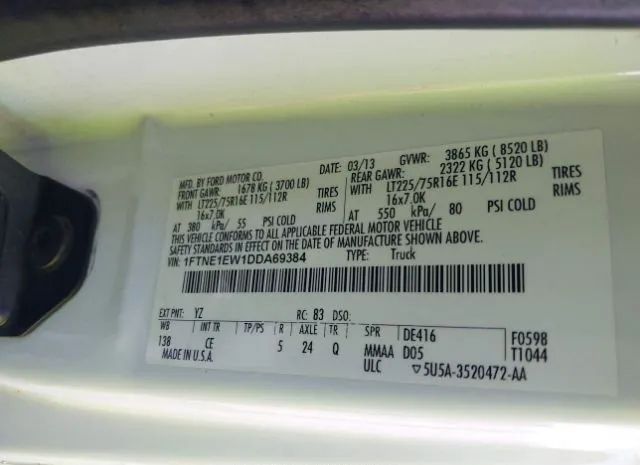 MFD. BY FORD MOTOR CO.
DATE: 03/13
GVWR: 3865 KG ( 8520 LB)
FRONT GAWR: 1678 KG ( 3700 LB)
REAR GAWR: 2322 KG ( 5120 LB)
WITH LT225/75R16E 115/112R TIRES
WITH LT225/75R16E 115/112R TIRES
16x7.0K RIMS
16x7.0K RIMS
AT 380 kPa/ 55 PSI COLD
AT 550 kPa/ 80 PSI COLD
THIS VEHICLE CONFORMS TO ALL APPLICABLE FEDERAL MOTOR VEHICLE
SAFETY STANDARDS IN EFFECT ON THE DATE OF MANUFACTURE SHOWN ABOVE.
VIN: 1FTNE1EW1DDA69384
TYPE: Truck
EXT PNT: YZ RC: 83 DSO:
WB INT TR TP/PS R AXLE TR SPR DE416 F0598
138 CE 5 24 Q MMAA D05 T1044
MADE IN U.S.A. ULC ▽5U5A-3520472-AA